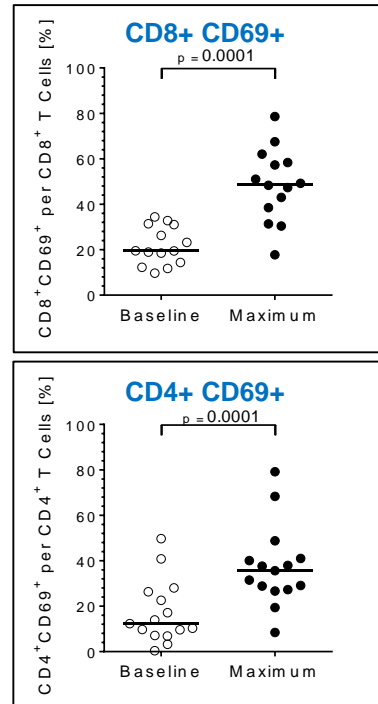 CD8+ CD69+
p = 0.0001
CD8+CD69+ per CD8+ T Cells [%]
100
80
60
40
20
0
Baseline Maximum
CD4+ CD69+
p = 0.0001
CD4+CD69+ per CD4+ T Cells [%]
100
80
60
40
20
0
Baseline Maximum